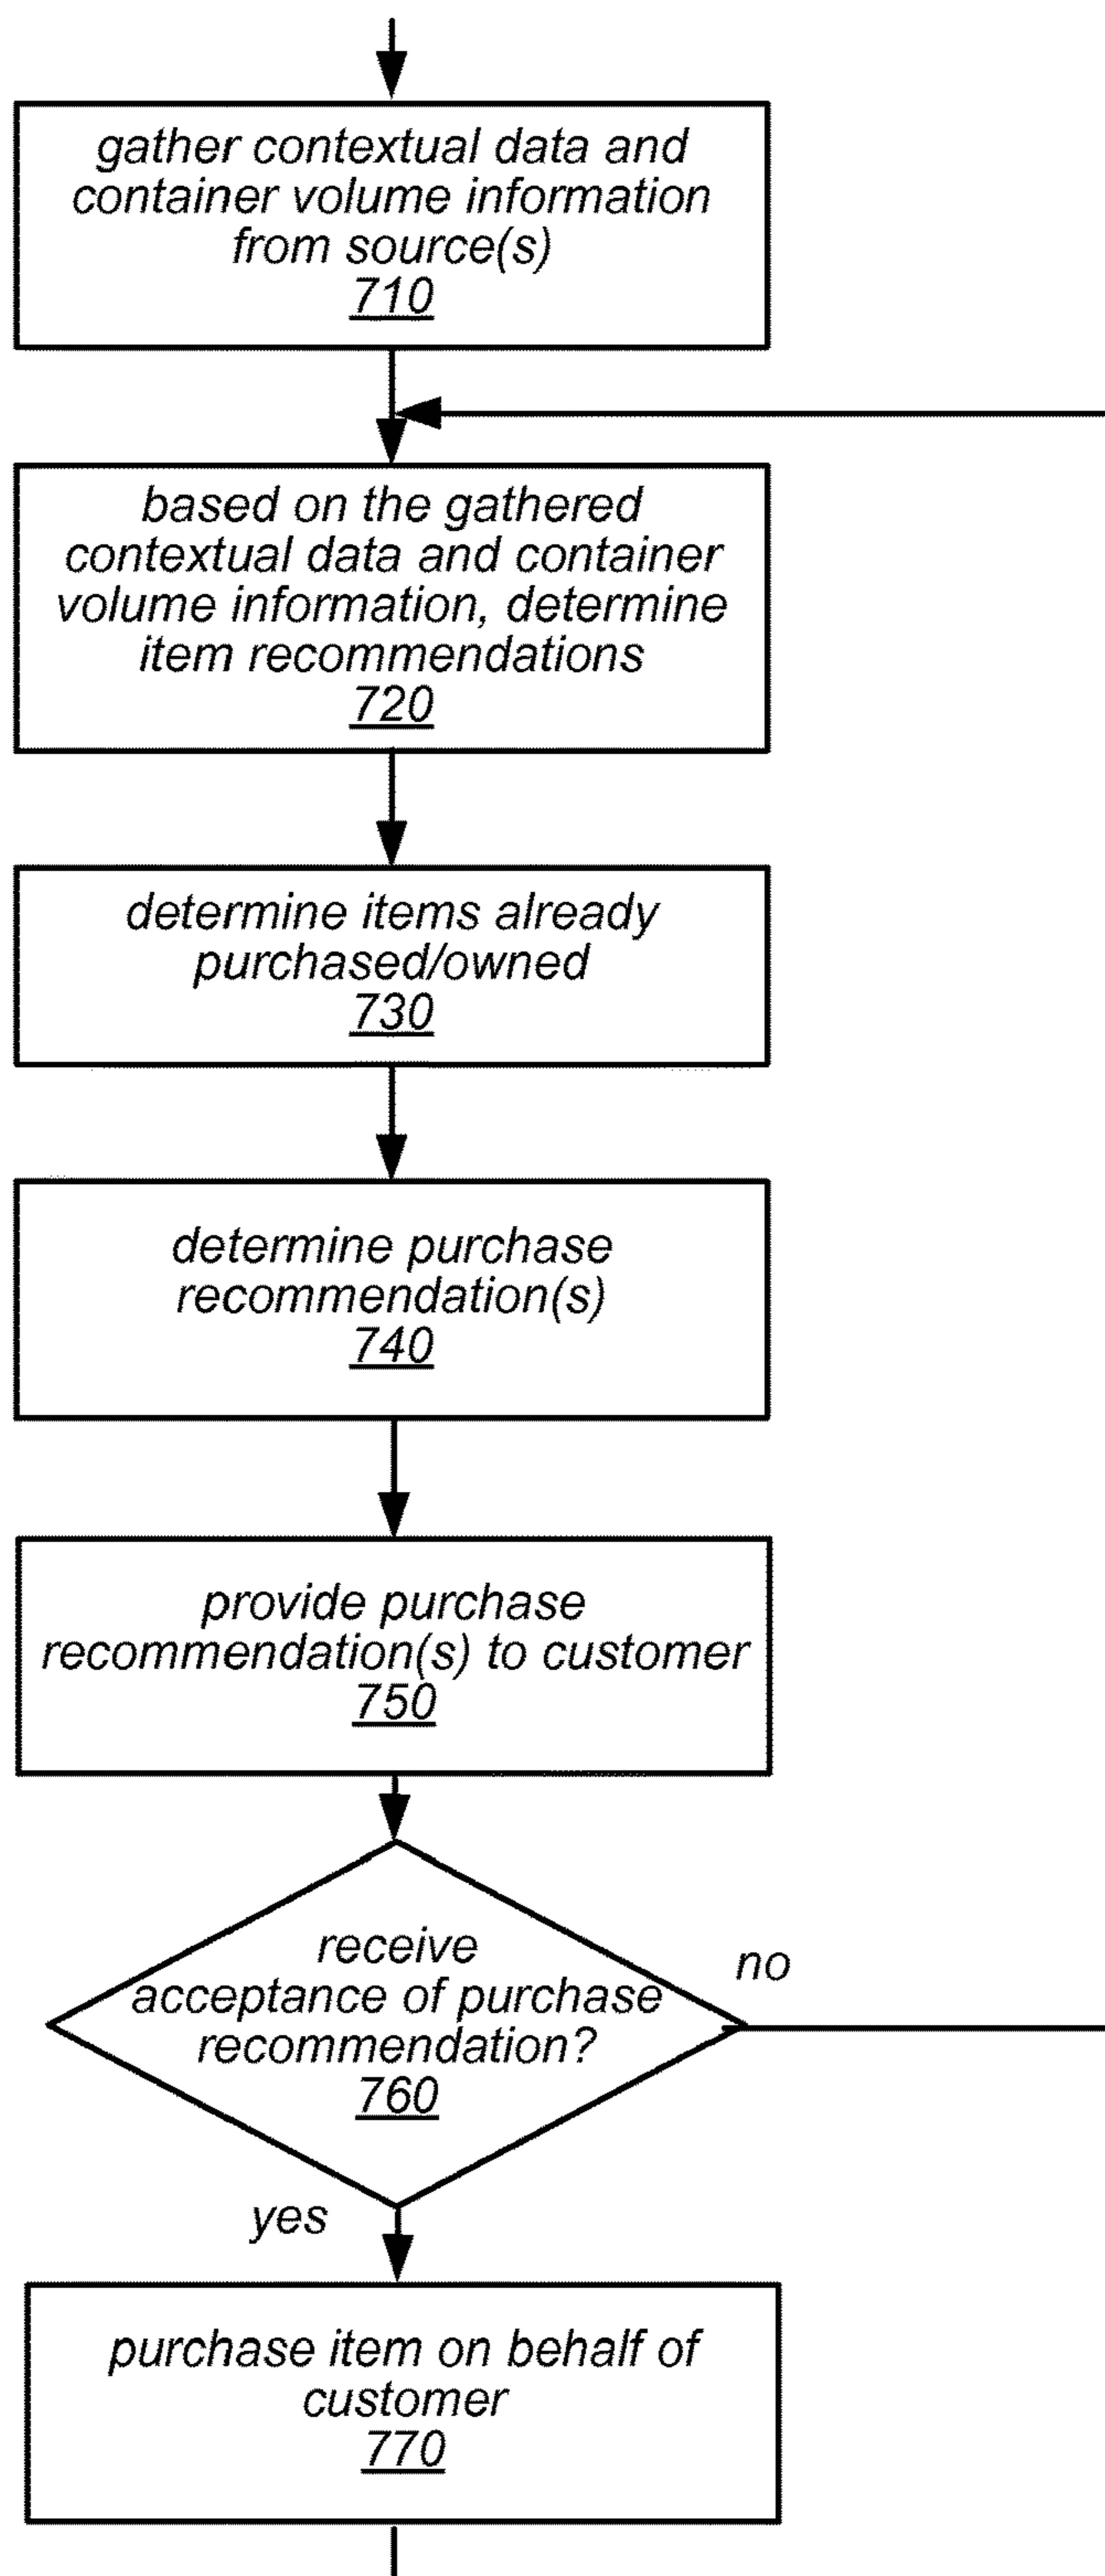 gather contextual data and
container volume information
from source(s)
710
based on the gathered
contextual data and container
volume information, determine
item recommendations
720
determine items already
purchased/owned
730
determine purchase
recommendation(s)
740
provide purchase
recommendation(s) to customer
750
receive
acceptance of purchase
recommendation?
760
no
yes
purchase item on behalf of
customer
770